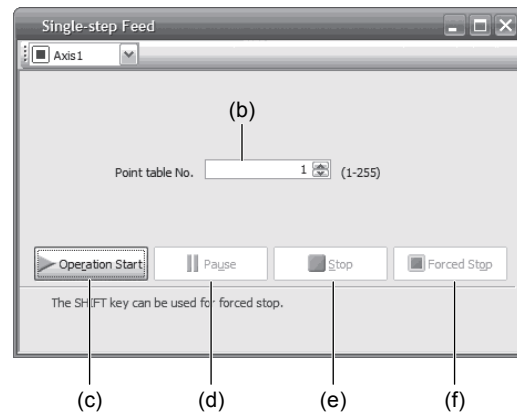 Single-step Feed
Axis1
(b)
Point table No. 1 (1-255)
Operation Start Pause Stop Forced Stop
The SHIFT key can be used for forced stop.
(c) (d) (e) (f)